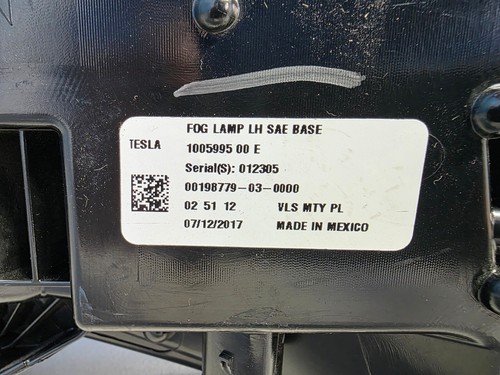 FOG LAMP LH SAE BASE
TESLA 1005995 00 E
Serial(S): 012305
00198779-03-0000
02 51 12 VLS MTY PL
07/12/2017 MADE IN MEXICO